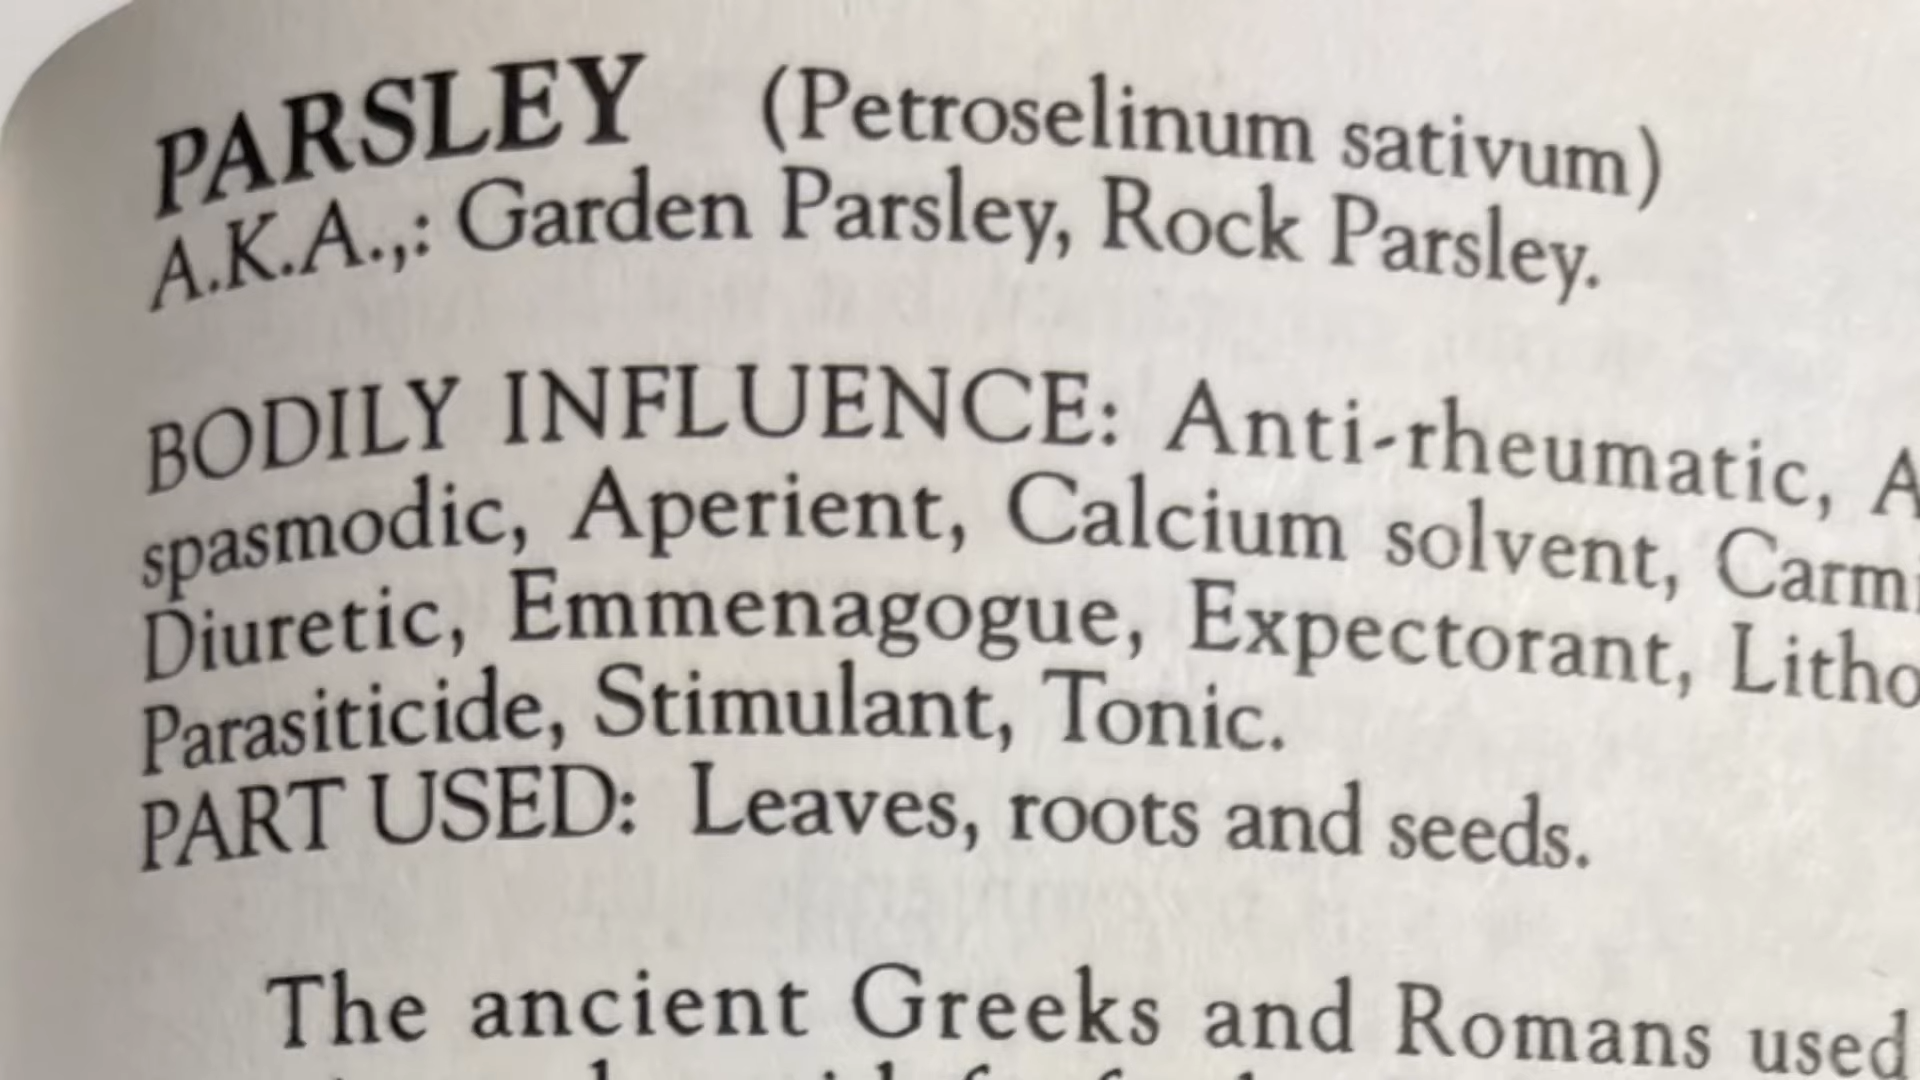 PARSLEY (Petroselinum sativum)
A.K.A.,: Garden Parsley, Rock Parsley.
BODILY INFLUENCE: Anti-rheumatic,
spasmodic, Aperient, Calcium solvent,
Diuretic, Emmenagogue, Expectorant,
Parasiticide, Stimulant, Tonic.
PART USED: Leaves, roots and seeds.
The ancient Greeks and Romans used